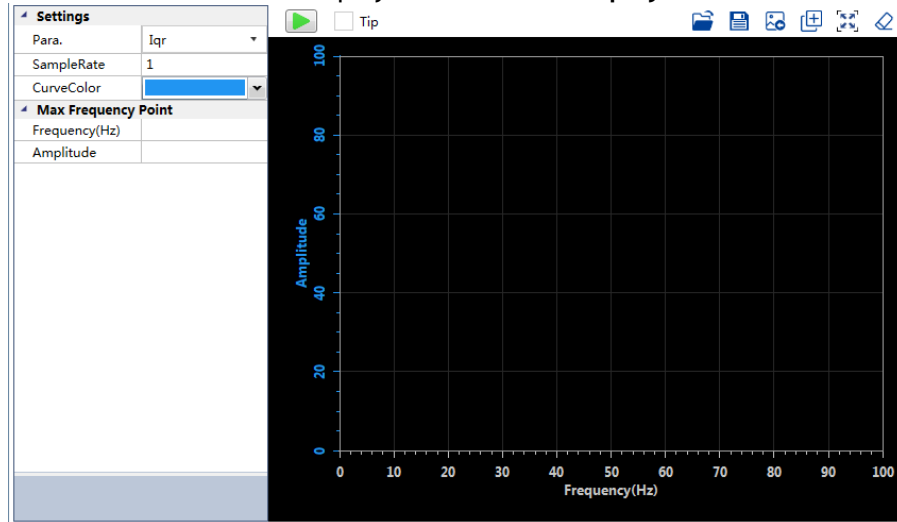 Settings
Para. Iqr
SampleRate 1
CurveColor
Max Frequency Point
Frequency(Hz)
Amplitude
Tip
100
80
60
40
20
0
Amplitude
0 10 20 30 40 50 60 70 80 90 100
Frequency(Hz)